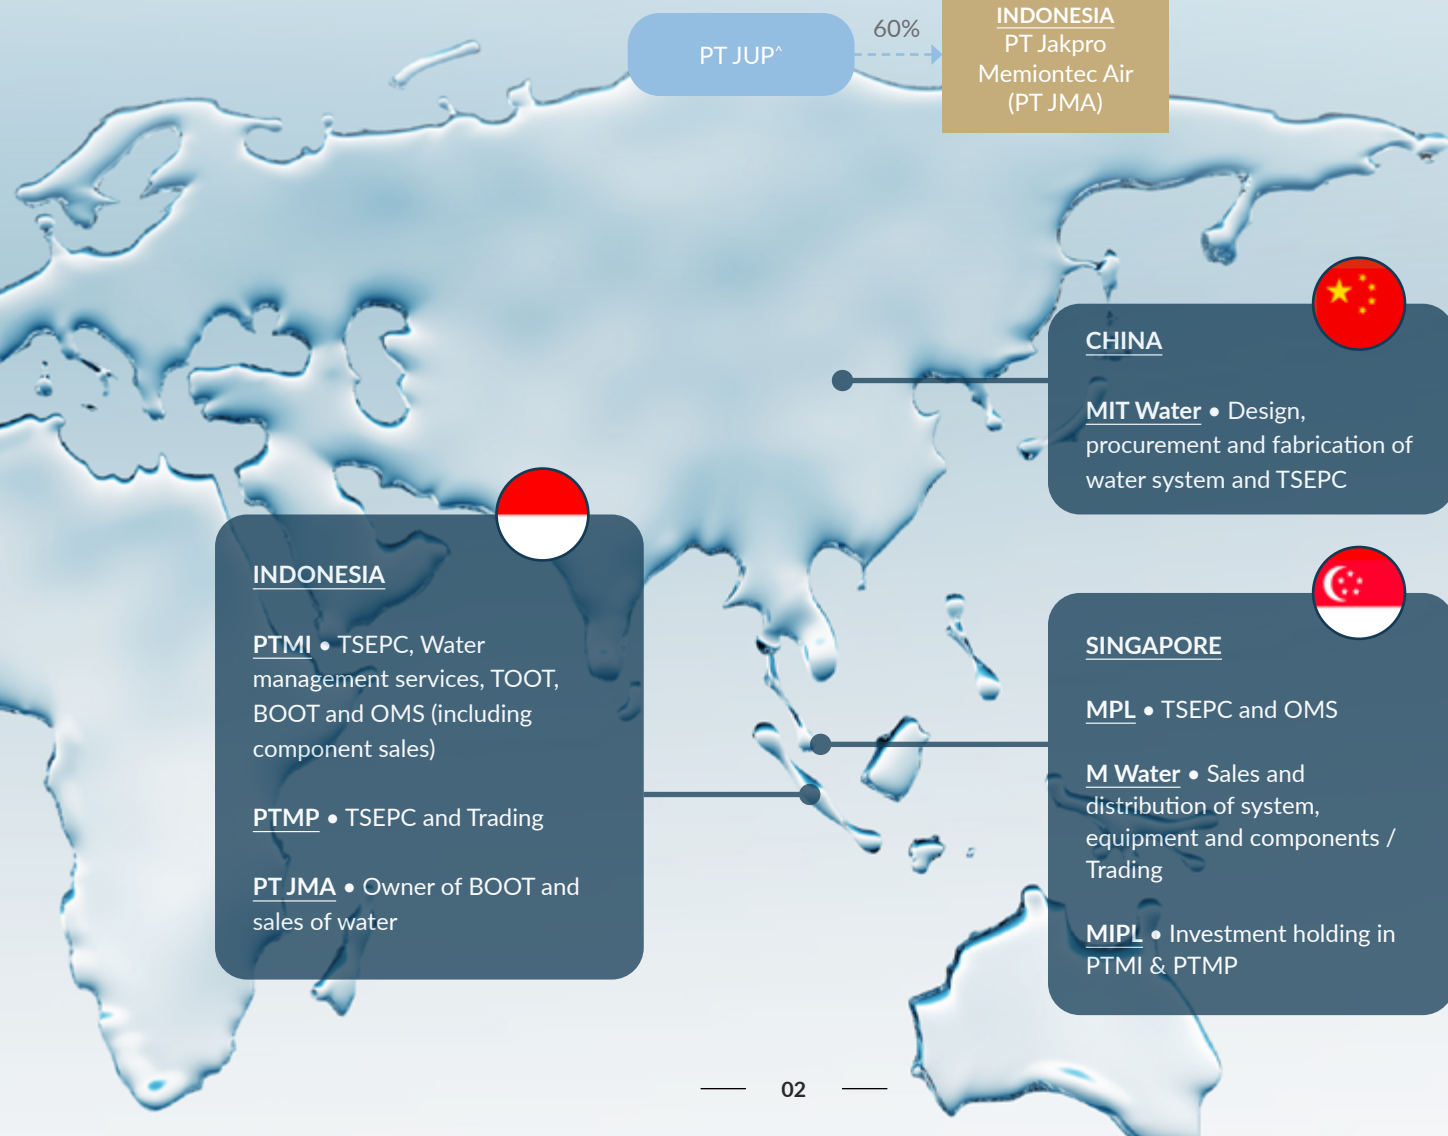 PT JUP^
60%
INDONESIA
PT Jakpro
Memiontec Air
(PT JMA)
CHINA
MIT Water • Design,
procurement and fabrication of
water system and TSEPC
INDONESIA
PTMI • TSEPC, Water
management services, TOOT,
BOOT and OMS (including
component sales)
PTMP • TSEPC and Trading
PT JMA • Owner of BOOT and
sales of water
SINGAPORE
MPL • TSEPC and OMS
M Water • Sales and
distribution of system,
equipment and components /
Trading
MIPL • Investment holding in
PTMI & PTMP
02